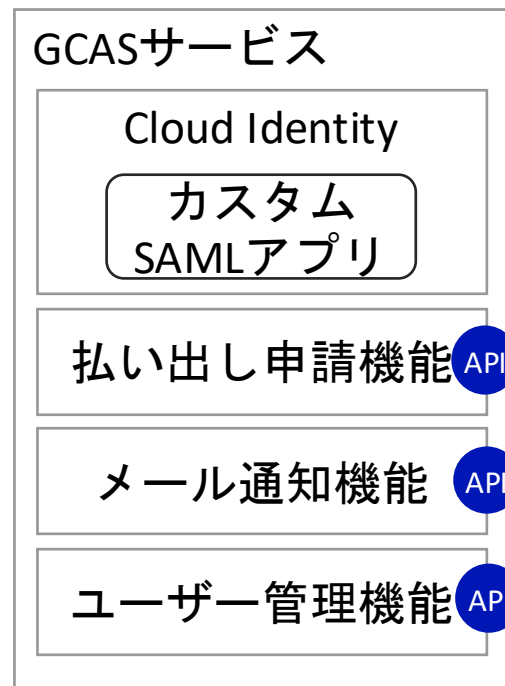 GCASサービス
Cloud Identity
カスタム
SAMLアプリ
払い出し申請機能
API
メール通知機能
API
ユーザー管理機能
AP